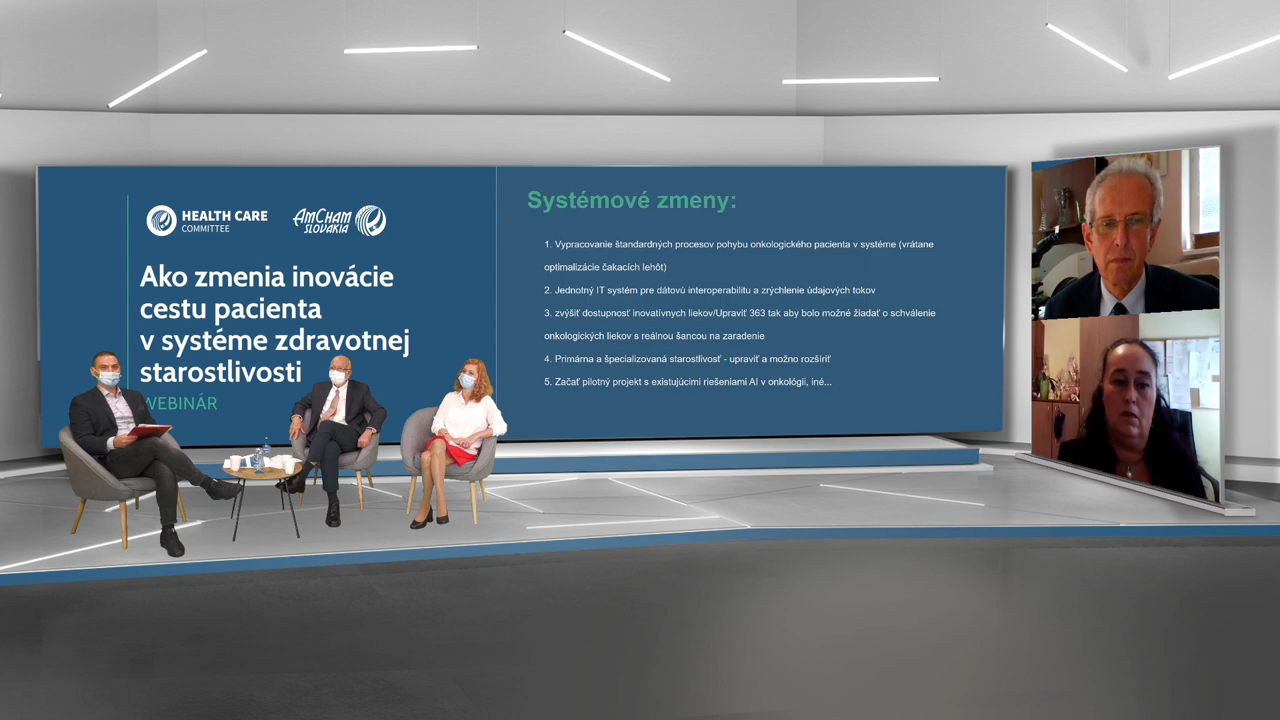 HEALTH CARE
COMMITTEE
AMCHAM
SLOVAKIA
Ako zmenia inovácie
cestu pacienta
v systéme zdravotnej
starostlivosti
WEBINÁR
Systémové zmeny:
1. Vypracovanie štandardných procesov pohybu onkologického pacienta v systéme (vrátane
optimalizácie čakacích lehôt)
2. Jednotný IT systém pre dátovú interoperabilitu a zrýchlenie údajových tokov
3. zvýšiť dostupnosť inovatívnych liekov/Upraviť 363 tak aby bolo možné žiadať o schválenie
onkologických liekov s reálnou šancou na zaradenie
4. Primárna a špecializovaná starostlivosť - upraviť a možno rozšíriť
5. Začať pilotný projekt s existujúcimi riešeniami AI v onkológii, iné...